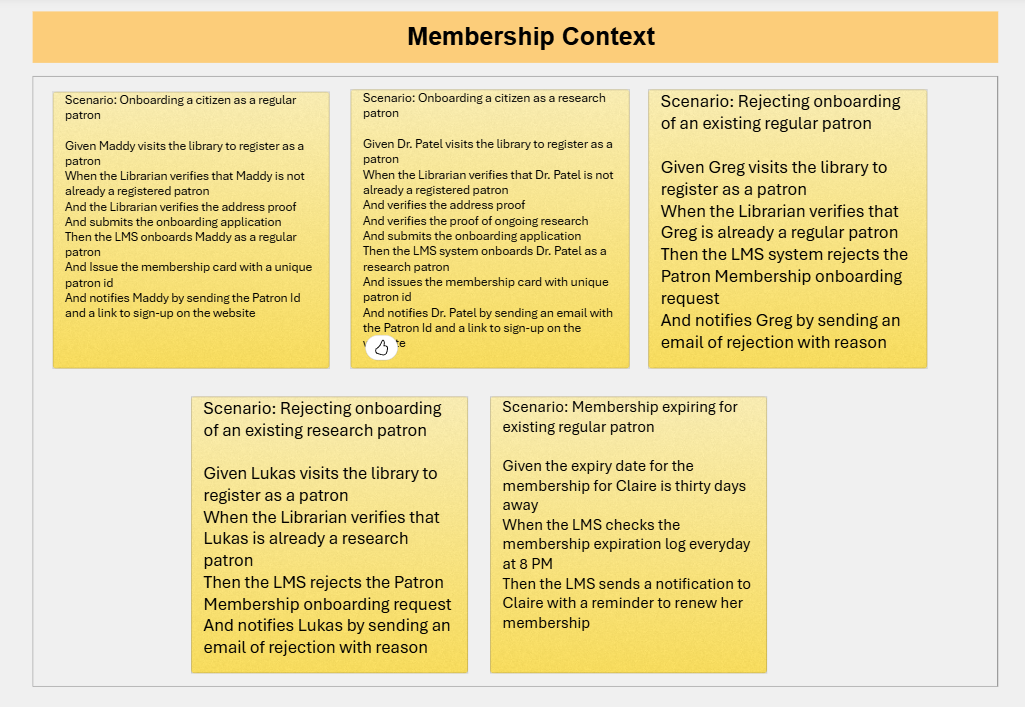 Membership Context
Scenario: Onboarding a citizen as a regular
patron
Given Maddy visits the library to register as a
patron
When the Librarian verifies that Maddy is not
already a registered patron
And the Librarian verifies the address proof
And submits the onboarding application
Then the LMS onboards Maddy as a regular
patron
And Issue the membership card with a unique
patron id
And notifies Maddy by sending the Patron Id
and a link to sign-up on the website
Scenario: Onboarding a citizen as a research
patron
Given Dr. Patel visits the library to register as a
patron
When the Librarian verifies that Dr. Patel is not
already a registered patron
And verifies the address proof
And verifies the proof of ongoing research
And submits the onboarding application
Then the LMS system onboards Dr. Patel as a
research patron
And issues the membership card with unique
patron id
And notifies Dr. Patel by sending an email with
the Patron Id and a link to sign-up on the
Scenario: Rejecting onboarding
of an existing regular patron
Given Greg visits the library to
register as a patron
When the Librarian verifies that
Greg is already a regular patron
Then the LMS system rejects the
Patron Membership onboarding
request
And notifies Greg by sending an
email of rejection with reason
Scenario: Rejecting onboarding
of an existing research patron
Given Lukas visits the library to
register as a patron
When the Librarian verifies that
Lukas is already a research
patron
Then the LMS rejects the Patron
Membership onboarding request
And notifies Lukas by sending an
email of rejection with reason
Scenario: Membership expiring for
existing regular patron
Given the expiry date for the
membership for Claire is thirty days
away
When the LMS checks the
membership expiration log everyday
at 8 PM
Then the LMS sends a notification to
Claire with a reminder to renew her
membership